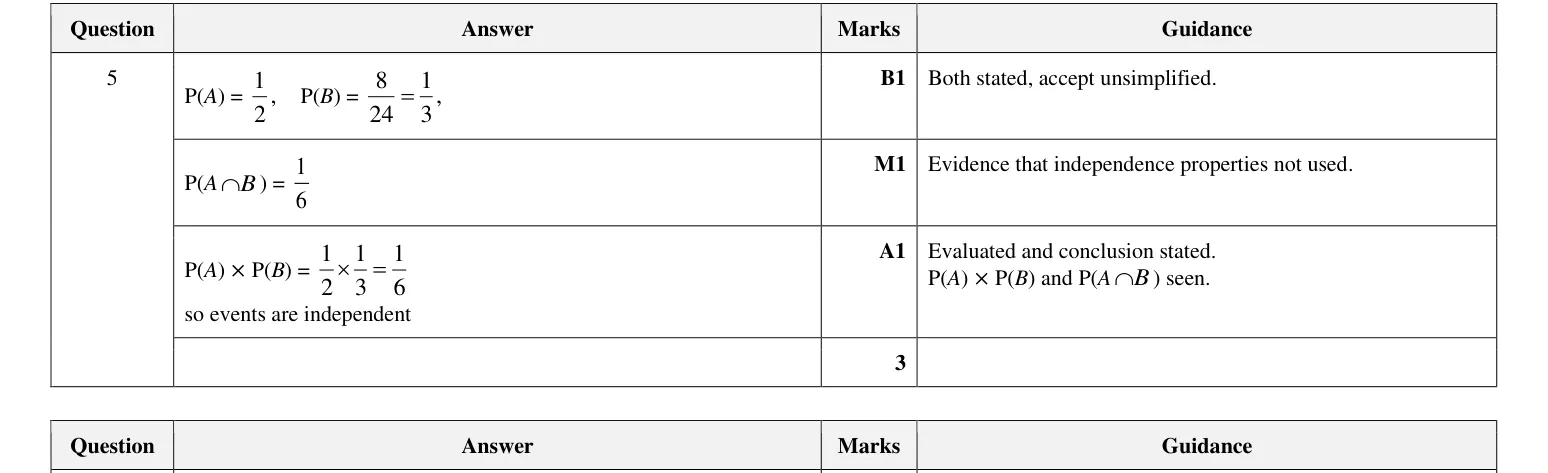 Question Answer Marks Guidance
5 P(A) = 1/2, P(B) = 8/24 = 1/3, B1 Both stated, accept unsimplified.
P(A ∩ B) = 1/6 M1 Evidence that independence properties not used.
P(A) × P(B) = 1/2 × 1/3 = 1/6 A1 Evaluated and conclusion stated.
P(A) × P(B) and P(A ∩ B) seen.
so events are independent
3
Question Answer Marks Guidance